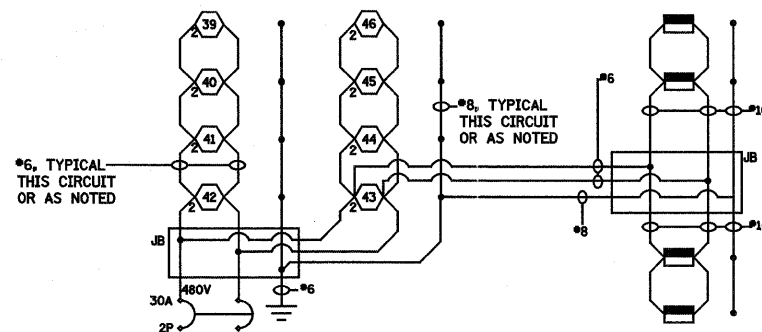 39
2
40
2
41
2
42
2
46
2
45
2
44
2
43
2
#6, TYPICAL
THIS CIRCUIT
OR AS NOTED
#8, TYPICAL
THIS CIRCUIT
OR AS NOTED
#6
JB
#8
JB
480V
#6
30A
2P